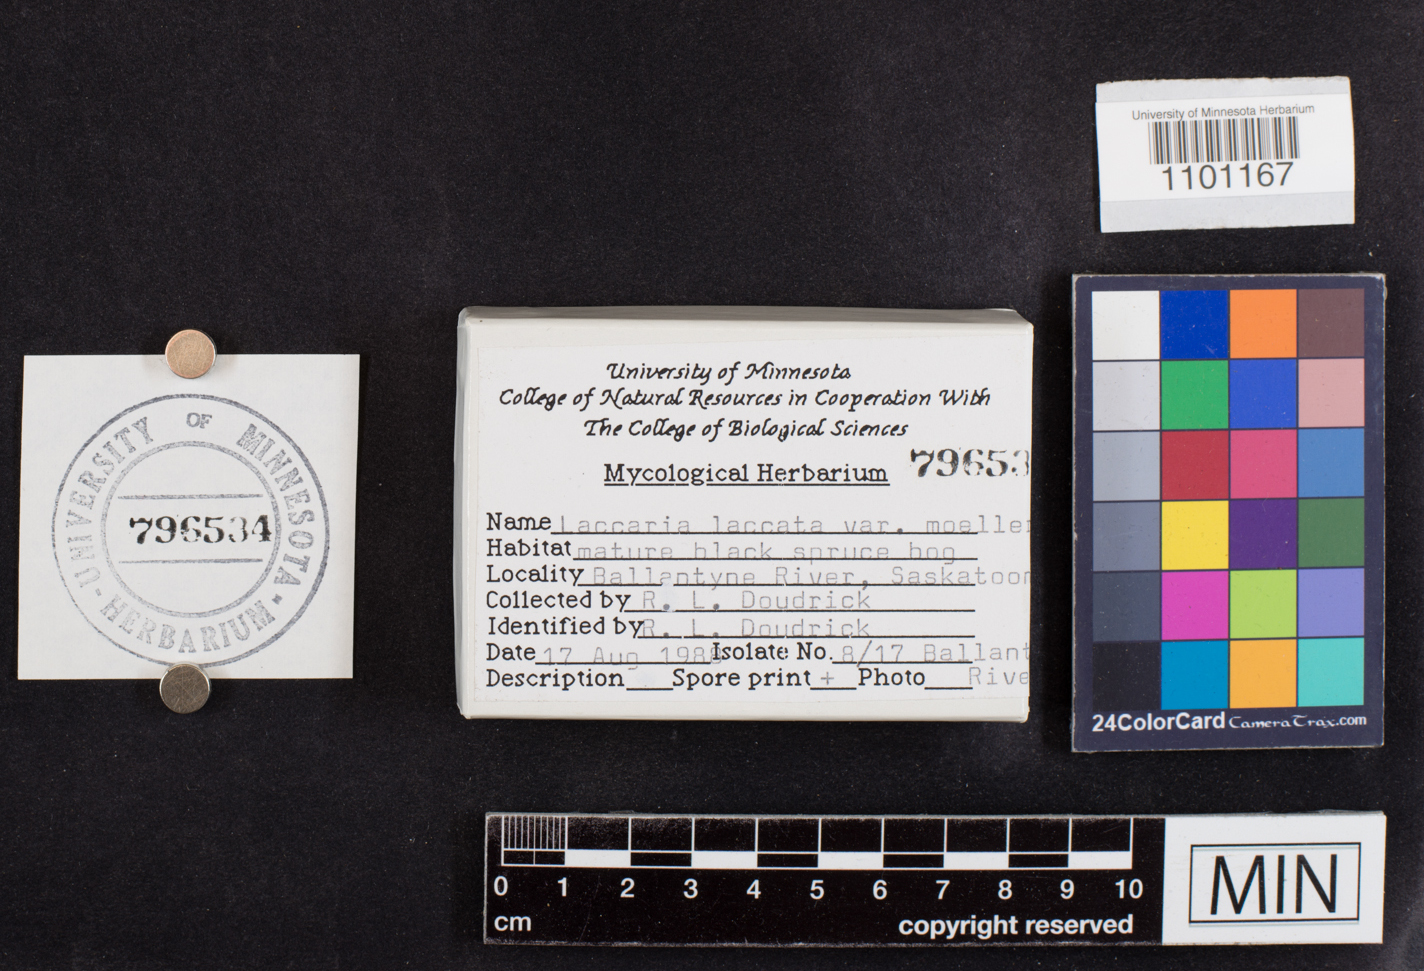 University of Minnesota Herbarium
1101167
UNIVERSITY OF MINNESOTA
796534
- HERBARIUM -
University of Minnesota
College of Natural Resources in Cooperation With
The College of Biological Sciences
Mycological Herbarium 79653
Name Laccaria laccata var. moeller
Habitat mature black spruce bog
Locality Ballantyne River, Saskatoon
Collected by R. L. Doudrick
Identified by R. L. Doudrick
Date 17 Aug 1988 Isolate No. 8/17 Ballant
Description Spore print + Photo Rive
24ColorCard CameraTrax.com
0 1 2 3 4 5 6 7 8 9 10
cm copyright reserved
MIN